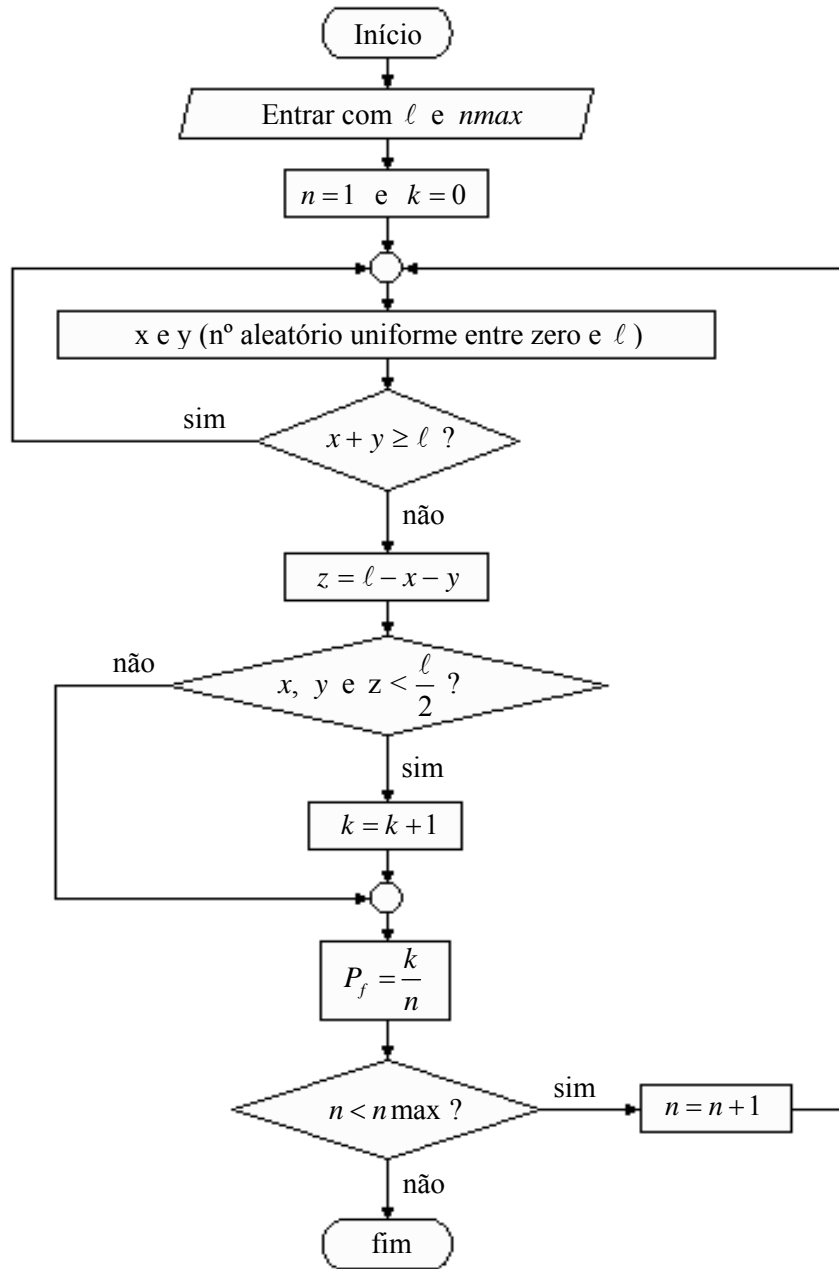 Início
Entrar com ℓ e nmax
n = 1 e k = 0
x e y (nº aleatório uniforme entre zero e ℓ )
sim
x + y ≥ ℓ ?
não
z = ℓ − x − y
não
x, y e z < ℓ/2 ?
sim
k = k + 1
P_f = k/n
n < n max ?
sim
n = n + 1
não
fim